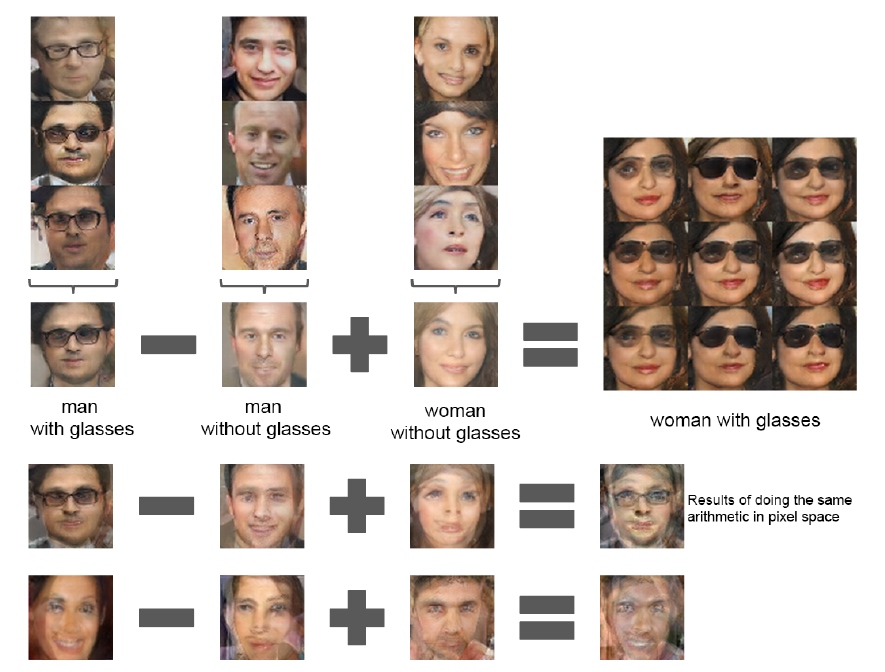 man
with glasses
man
without glasses
woman
without glasses
woman with glasses
Results of doing the same
arithmetic in pixel space